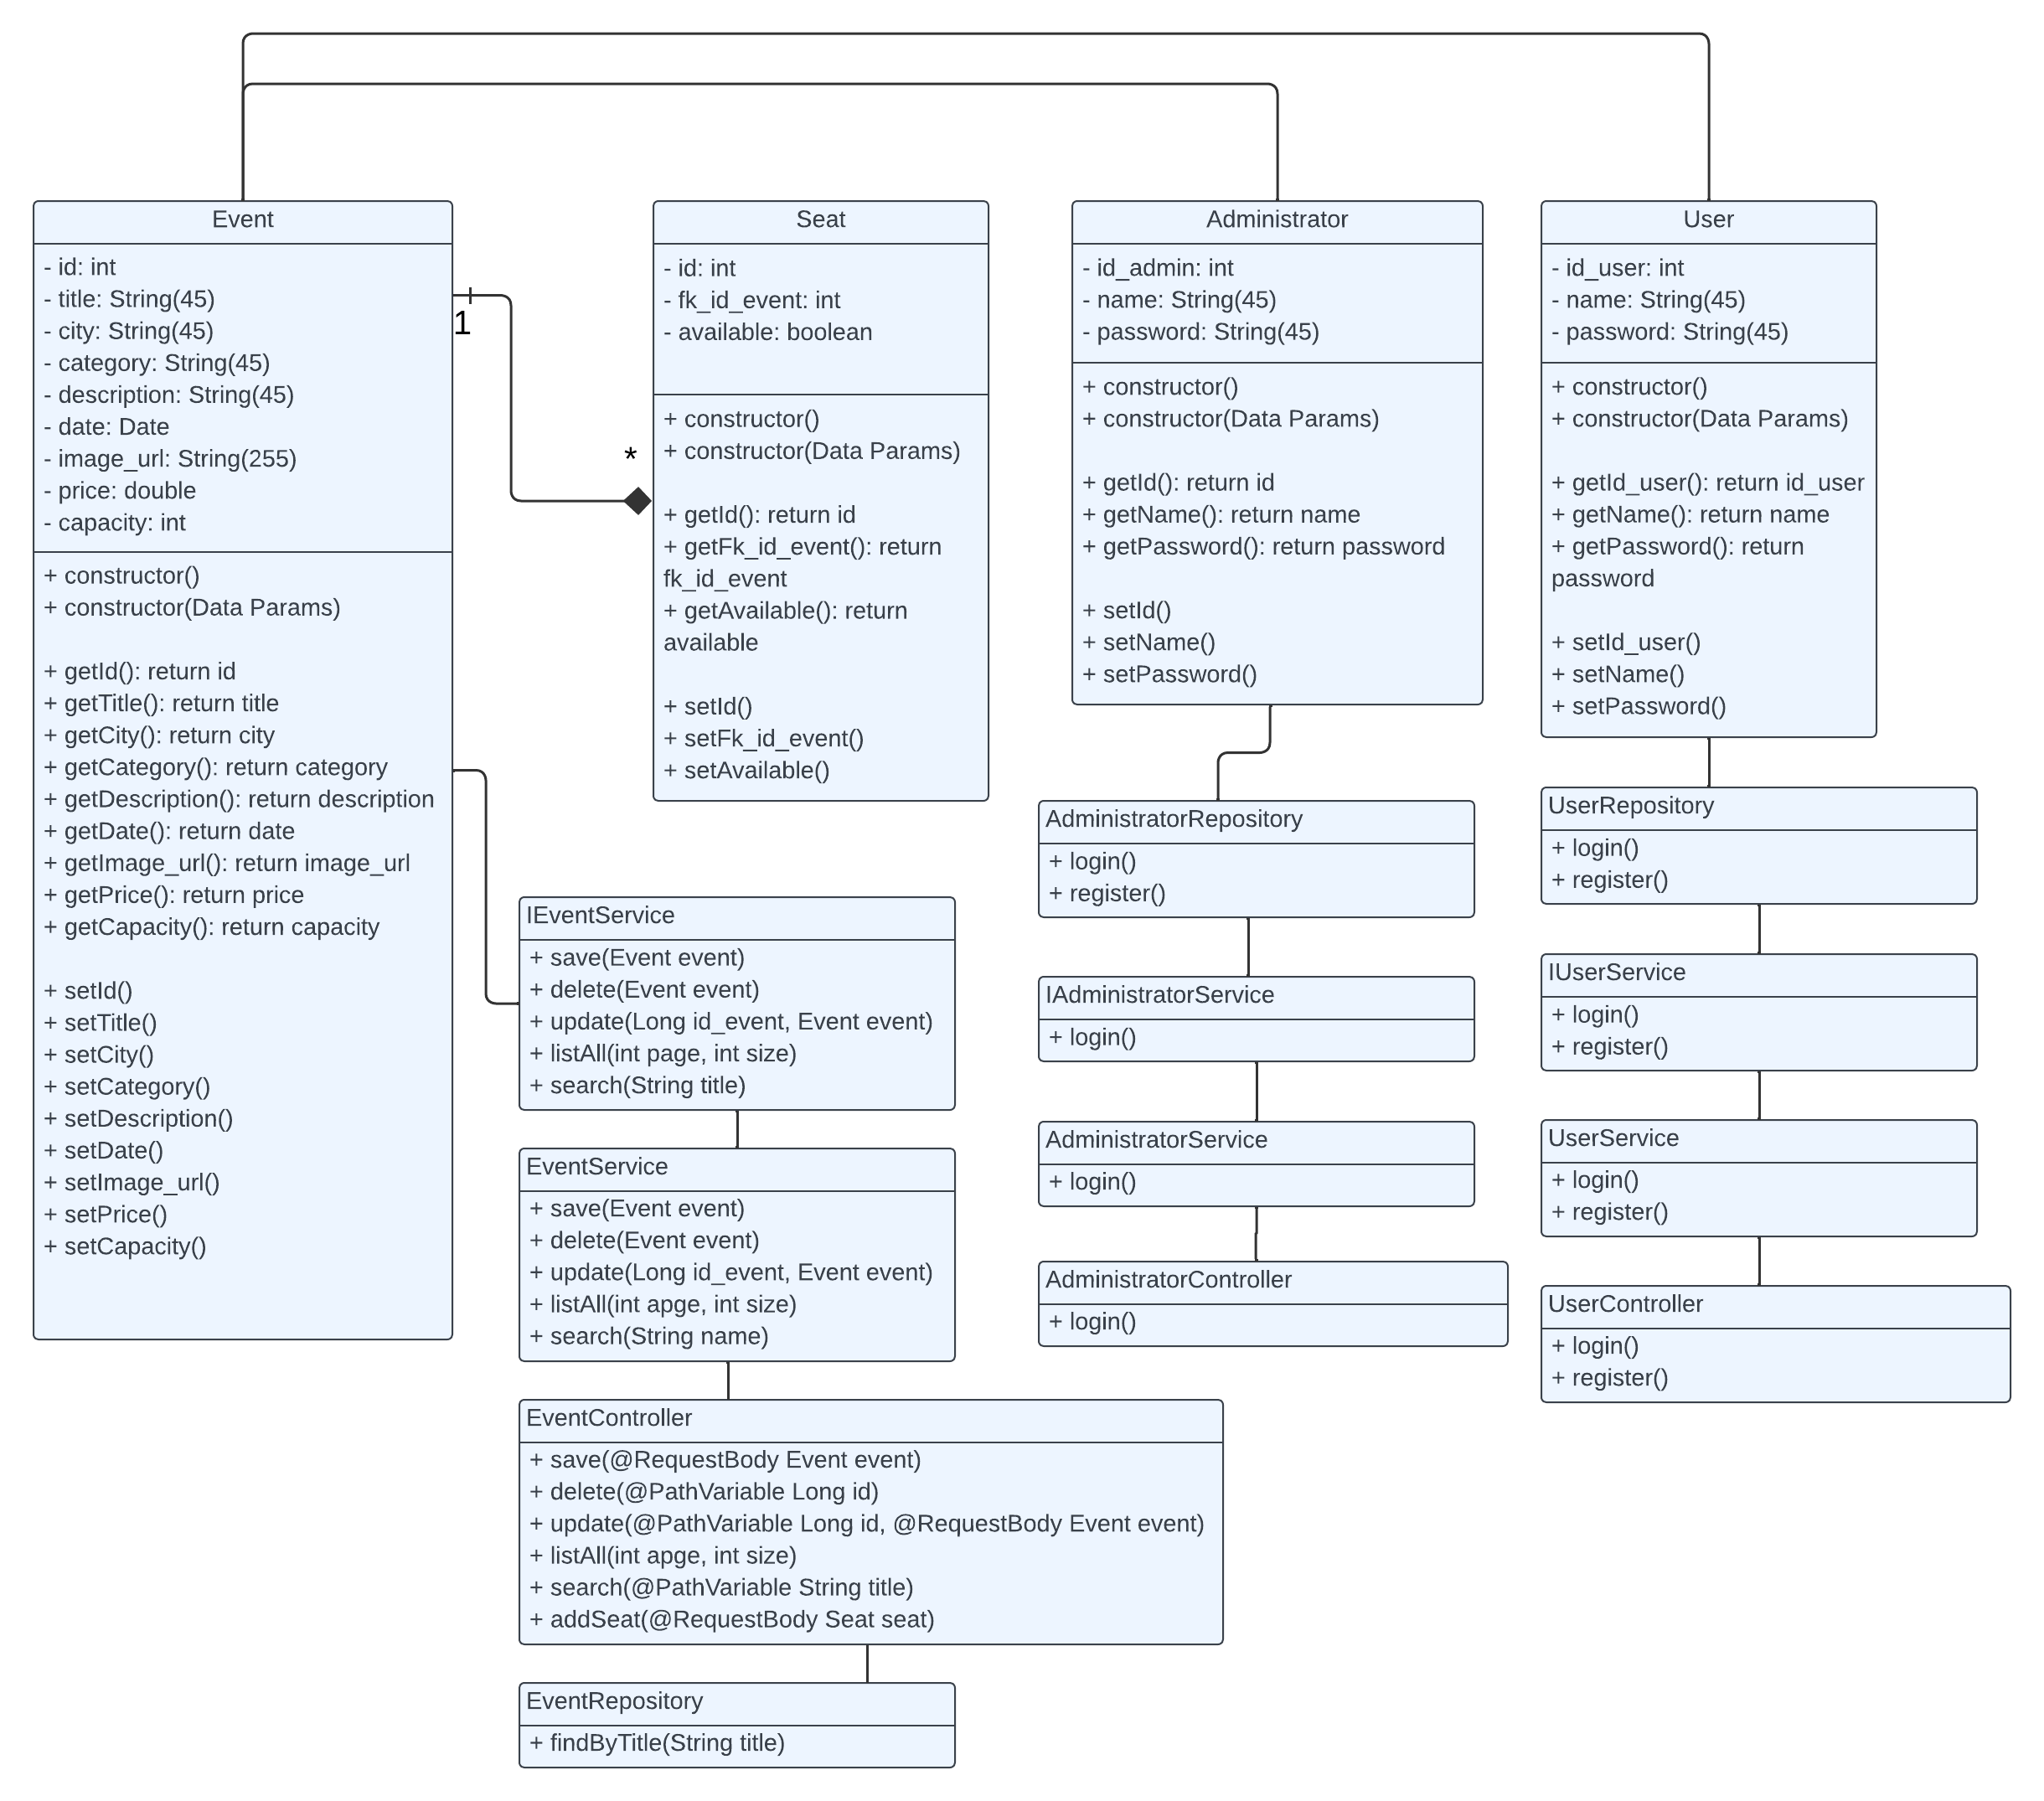 Event
- id: int
- title: String(45)
- city: String(45)
- category: String(45)
- description: String(45)
- date: Date
- image_url: String(255)
- price: double
- capacity: int
+ constructor()
+ constructor(Data Params)
+ getId(): return id
+ getTitle(): return title
+ getCity(): return city
+ getCategory(): return category
+ getDescription(): return description
+ getDate(): return date
+ getImage_url(): return image_url
+ getPrice(): return price
+ getCapacity(): return capacity
+ setId()
+ setTitle()
+ setCity()
+ setCategory()
+ setDescription()
+ setDate()
+ setImage_url()
+ setPrice()
+ setCapacity()
1
*
Seat
- id: int
- fk_id_event: int
- available: boolean
+ constructor()
+ constructor(Data Params)
+ getId(): return id
+ getFk_id_event(): return
fk_id_event
+ getAvailable(): return
available
+ setId()
+ setFk_id_event()
+ setAvailable()
Administrator
- id_admin: int
- name: String(45)
- password: String(45)
+ constructor()
+ constructor(Data Params)
+ getId(): return id
+ getName(): return name
+ getPassword(): return password
+ setId()
+ setName()
+ setPassword()
User
- id_user: int
- name: String(45)
- password: String(45)
+ constructor()
+ constructor(Data Params)
+ getId_user(): return id_user
+ getName(): return name
+ getPassword(): return
password
+ setId_user()
+ setName()
+ setPassword()
IEventService
+ save(Event event)
+ delete(Event event)
+ update(Long id_event, Event event)
+ listAll(int page, int size)
+ search(String title)
EventService
+ save(Event event)
+ delete(Event event)
+ update(Long id_event, Event event)
+ listAll(int apge, int size)
+ search(String name)
EventController
+ save(@RequestBody Event event)
+ delete(@PathVariable Long id)
+ update(@PathVariable Long id, @RequestBody Event event)
+ listAll(int apge, int size)
+ search(@PathVariable String title)
+ addSeat(@RequestBody Seat seat)
EventRepository
+ findByTitle(String title)
AdministratorRepository
+ login()
+ register()
IAdministratorService
+ login()
AdministratorService
+ login()
AdministratorController
+ login()
UserRepository
+ login()
+ register()
IUserService
+ login()
+ register()
UserService
+ login()
+ register()
UserController
+ login()
+ register()